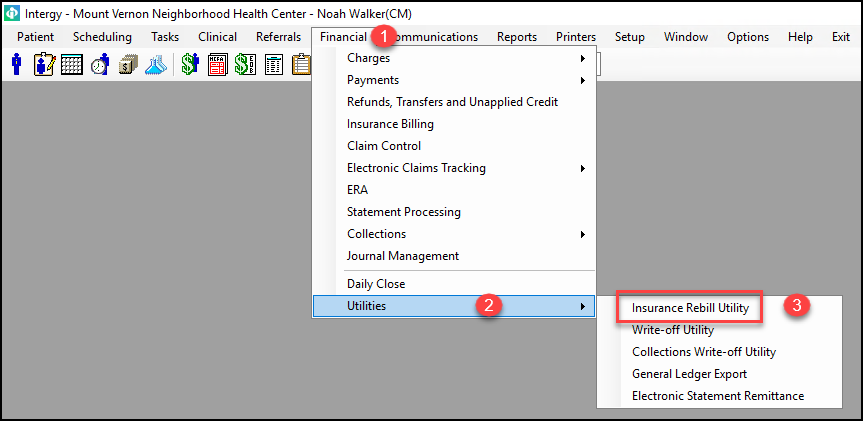 Intergy - Mount Vernon Neighborhood Health Center - Noah Walker(CM)
Patient Scheduling Tasks Clinical Referrals Financial 1 ommunications Reports Printers Setup Window Options Help Exit
Charges
Payments
Refunds, Transfers and Unapplied Credit
Insurance Billing
Claim Control
Electronic Claims Tracking
ERA
Statement Processing
Collections
Journal Management
Daily Close
Utilities 2
Insurance Rebill Utility 3
Write-off Utility
Collections Write-off Utility
General Ledger Export
Electronic Statement Remittance